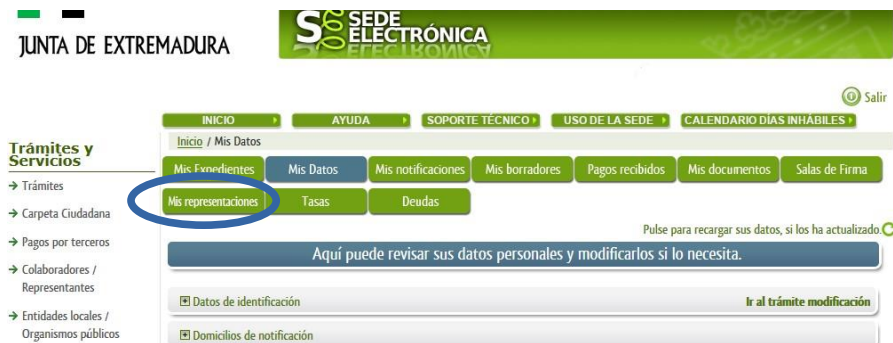 JUNTA DE EXTREMADURA
SEDE
ELECTRÓNICA
Salir
INICIO
AYUDA
SOPORTE TÉCNICO
USO DE LA SEDE
CALENDARIO DÍAS INHÁBILES
Trámites y
Servicios
Trámites
Carpeta Ciudadana
Pagos por terceros
Colaboradores /
Representantes
Entidades locales /
Organismos públicos
Inicio / Mis Datos
Mis Expedientes
Mis Datos
Mis notificaciones
Mis borradores
Pagos recibidos
Mis documentos
Salas de Firma
Mis representaciones
Tasas
Deudas
Pulse para recargar sus datos, si los ha actualizado.
Aquí puede revisar sus datos personales y modificarlos si lo necesita.
Datos de identificación
Ir al trámite modificación
Domicilios de notificación